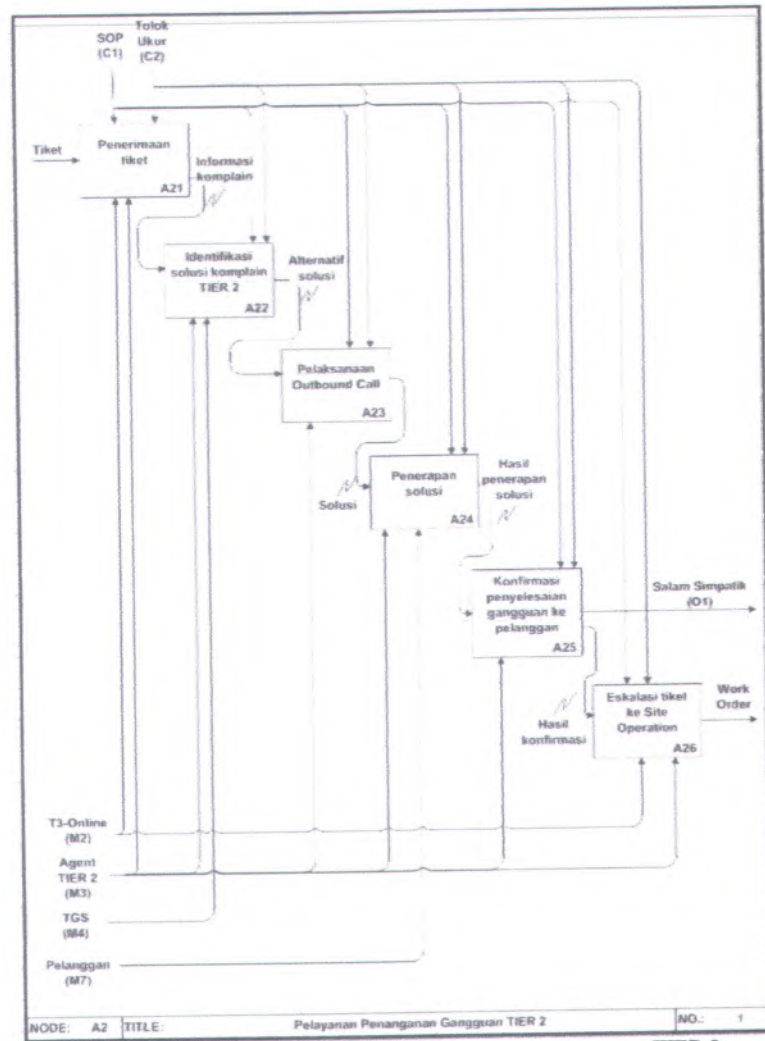 SOP
(C1)
Tolok
Ukur
(C2)
Tiket
Penerimaan
tiket
A21
Informasi
komplain
Identifikasi
solusi komplain
TIER 2
A22
Alternatif
solusi
Pelaksanaan
Outbound Call
A23
Solusi
Penerapan
solusi
A24
Hasil
penerapan
solusi
Konfirmasi
penyelesaian
gangguan ke
pelanggan
A25
Salam Simpatik
(O1)
Hasil
konfirmasi
Eskalasi tiket
ke Site
Operation
A26
Work
Order
T3-Online
(M2)
Agent
TIER 2
(M3)
TGS
(M4)
Pelanggan
(M7)
NODE: A2 TITLE: Pelayanan Penanganan Gangguan TIER 2 NO.: 1